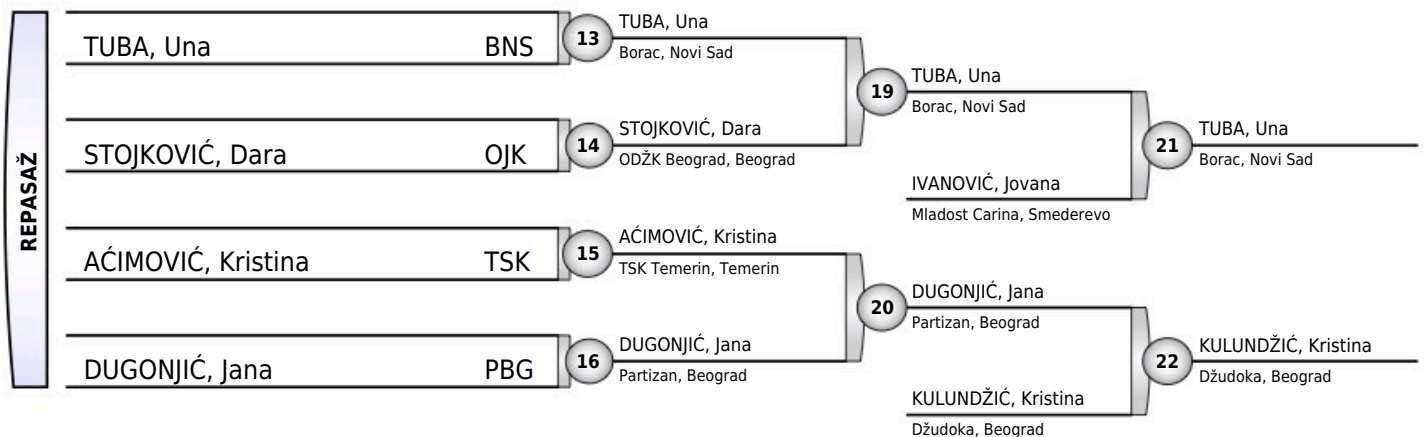 REPASAŽ
TUBA, Una BNS
STOJKOVIĆ, Dara OJK
AĆIMOVIĆ, Kristina TSK
DUGONJIĆ, Jana PBG
13
TUBA, Una
Borac, Novi Sad
14
STOJKOVIĆ, Dara
ODŽK Beograd, Beograd
15
AĆIMOVIĆ, Kristina
TSK Temerin, Temerin
16
DUGONJIĆ, Jana
Partizan, Beograd
19
TUBA, Una
Borac, Novi Sad
IVANOVIĆ, Jovana
Mladost Carina, Smederevo
20
DUGONJIĆ, Jana
Partizan, Beograd
KULUNDŽIĆ, Kristina
Džudoka, Beograd
21
TUBA, Una
Borac, Novi Sad
22
KULUNDŽIĆ, Kristina
Džudoka, Beograd